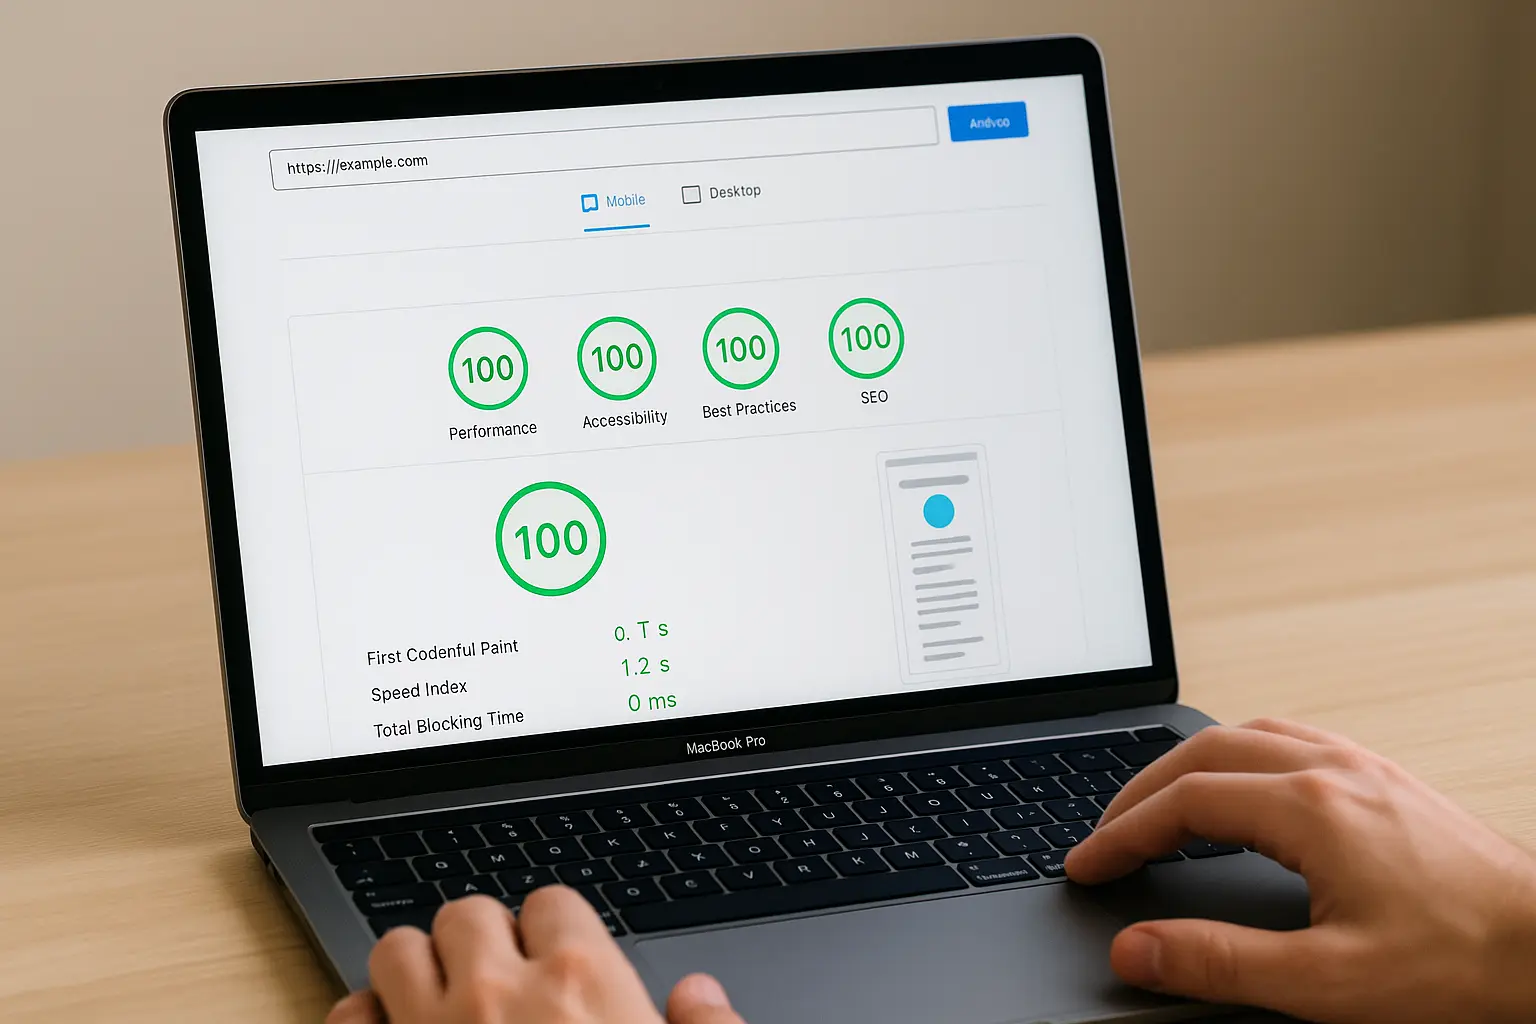 https:///example.com
Mobile
Desktop
100
100
100
100
Performance
Accessibility
Best Practices
SEO
100
First Codenful Paint
0. T s
Speed Index
1.2 s
Total Blocking Time
0 ms
MacBook Pro